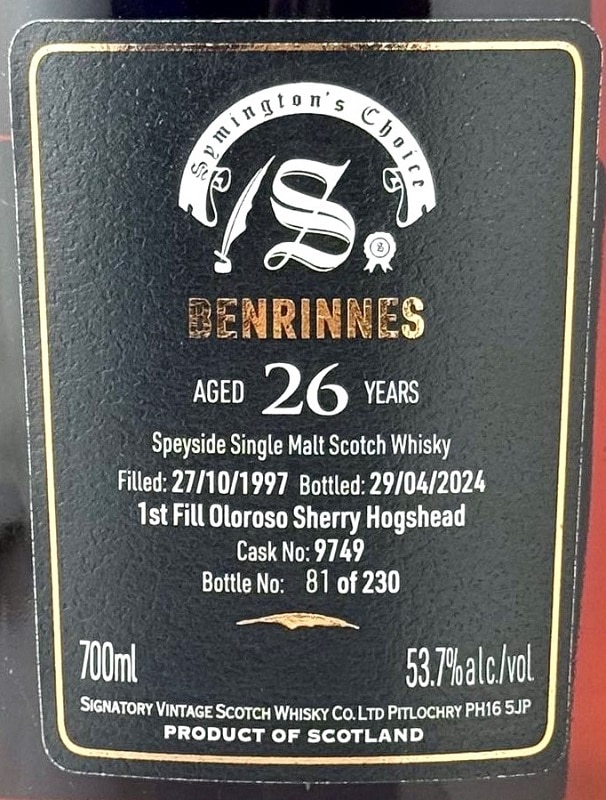 Symington's Choice
S
BENRINNES
AGED 26 YEARS
Speyside Single Malt Scotch Whisky
Filled: 27/10/1997 Bottled: 29/04/2024
1st Fill Oloroso Sherry Hogshead
Cask No: 9749
Bottle No: 81 of 230
700ml 53.7%alc./vol
SIGNATORY VINTAGE SCOTCH WHISKY CO. LTD PITLOCHRY PH16 5JP
PRODUCT OF SCOTLAND